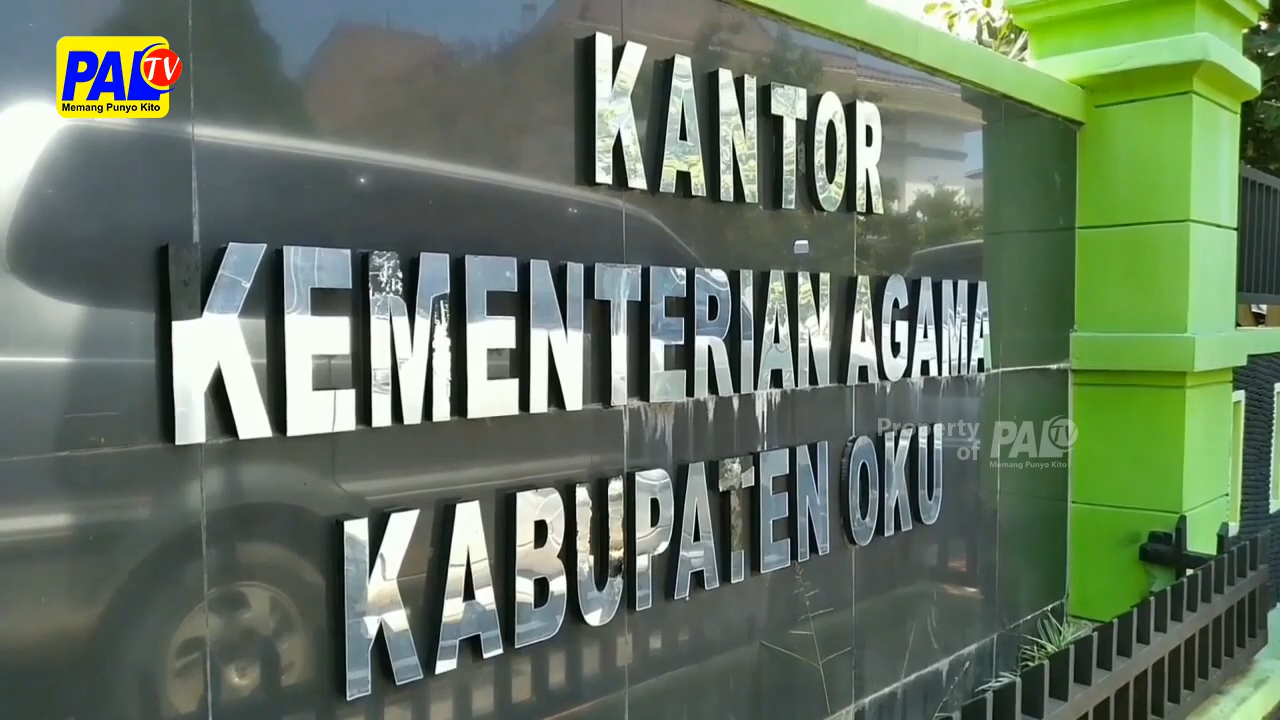 PAL TV
Memang Punyo Kito
KANTOR
KEMENTERIAN AGAMA
KABUPATEN OKU
Property of PAL TV
Memang Punyo Kito